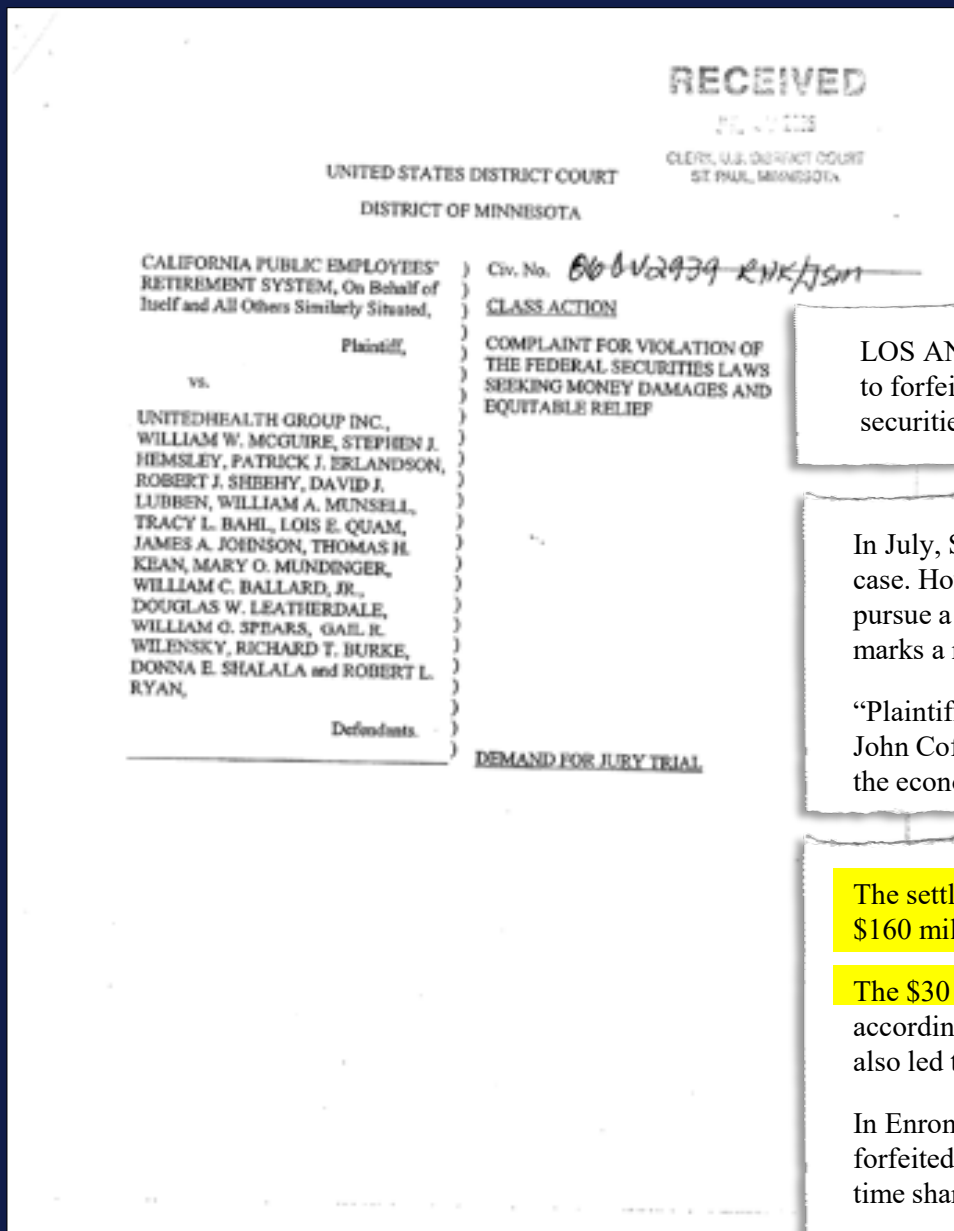 RECEIVED
CLERK, U.S. DISTRICT COURT
ST. PAUL, MINNESOTA
UNITED STATES DISTRICT COURT
DISTRICT OF MINNESOTA
CALIFORNIA PUBLIC EMPLOYEES'
RETIREMENT SYSTEM, On Behalf of
Itself and All Others Similarly Situated,
Plaintiff,
vs.
UNITEDHEALTH GROUP INC.,
WILLIAM W. MCGUIRE, STEPHEN J.
HEMSLEY, PATRICK J. ERLANDSON,
ROBERT J. SHEEHY, DAVID J.
LUBBEN, WILLIAM A. MUNSELL,
TRACY L. BAHL, LOIS E. QUAM,
JAMES A. JOHNSON, THOMAS H.
KEAN, MARY O. MUNDINGER,
WILLIAM C. BALLARD, JR.,
DOUGLAS W. LEATHERDALE,
WILLIAM G. SPEARS, GAIL R.
WILENSKY, RICHARD T. BURKE,
DONNA E. SHALALA and ROBERT L.
RYAN,
Defendants.
Civ. No. 06CV2939 RHK/JSM
CLASS ACTION
COMPLAINT FOR VIOLATION OF
THE FEDERAL SECURITIES LAWS
SEEKING MONEY DAMAGES AND
EQUITABLE RELIEF
DEMAND FOR JURY TRIAL
LOS AN
to forfei
securitie
In July, S
case. Ho
pursue a
marks a
“Plaintif
John Cof
the econ
The settl
$160 mil
The $30
accordin
also led
In Enron
forfeited
time shar